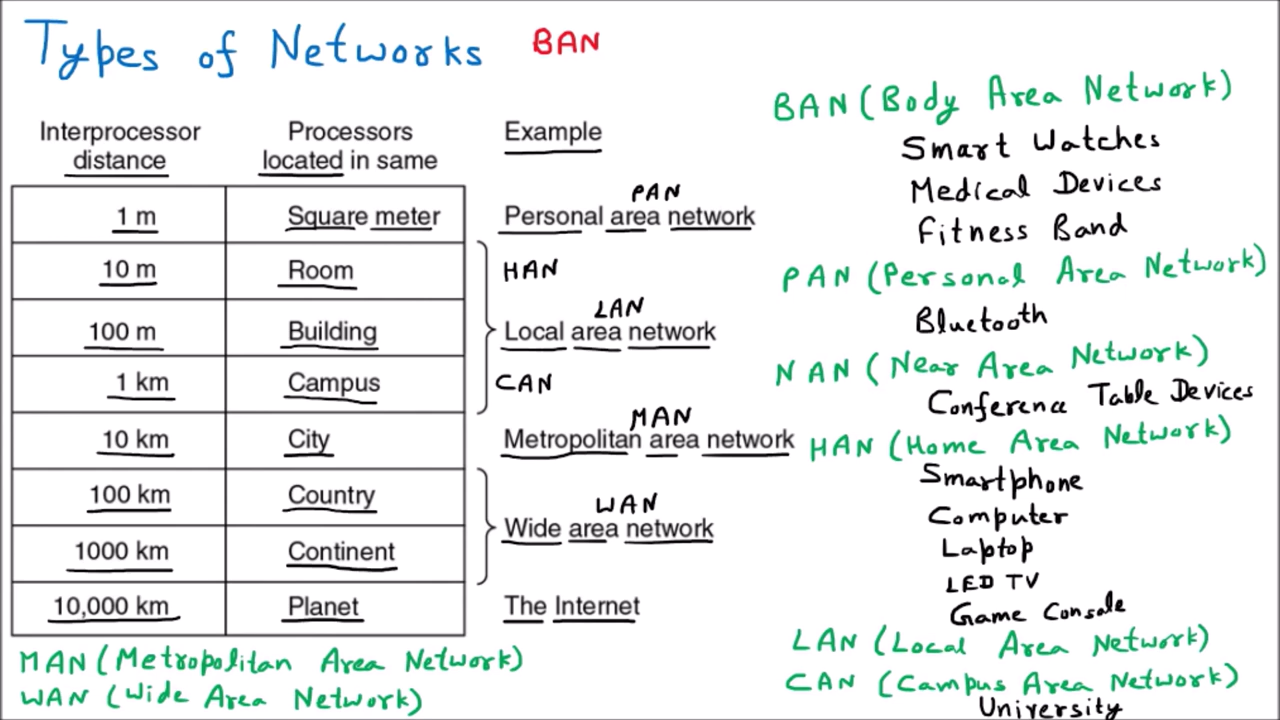 Types of Networks BAN
Interprocessor distance
Processors located in same
Example
1 m Square meter Personal area network PAN
10 m Room HAN
100 m Building Local area network LAN
1 km Campus CAN
10 km City Metropolitan area network MAN
100 km Country
Wide area network WAN
1000 km Continent
10,000 km Planet The Internet
MAN (Metropolitan Area Network)
WAN (Wide Area Network)
BAN (Body Area Network)
Smart Watches
Medical Devices
Fitness Band
PAN (Personal Area Network)
Bluetooth
NAN (Near Area Network)
Conference Table Devices
HAN (Home Area Network)
Smartphone
Computer
Laptop
LED TV
Game Console
LAN (Local Area Network)
CAN (Campus Area Network)
University